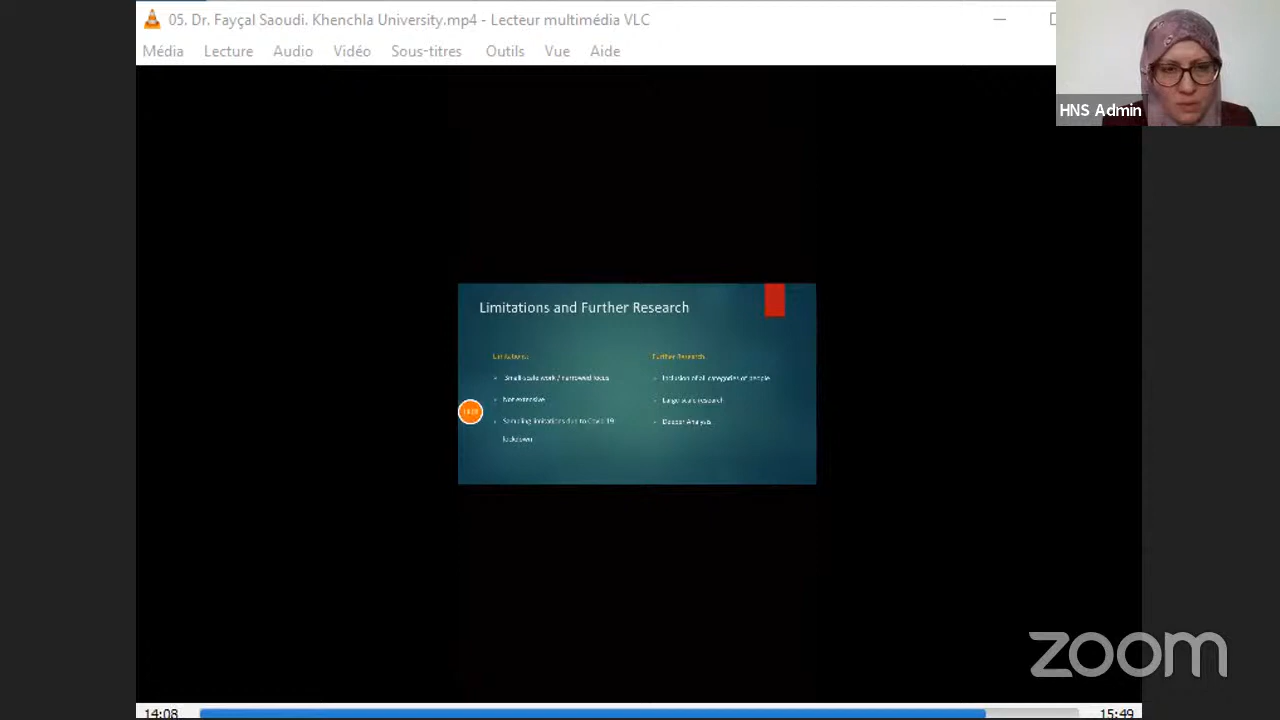 05. Dr. Fayçal Saoudi. Khenchla University.mp4 - Lecteur multimédia VLC
Média Lecture Audio Vidéo Sous-titres Outils Vue Aide
HNS Admin
Limitations and Further Research
Limitations:
Small-scale work / narrowed focus
Not extensive
Sampling limitations due to Covid 19
lockdown
Further Research
Inclusion of all categories of people
Large scale research
Deeper Analysis
zoom
14:08
15:49